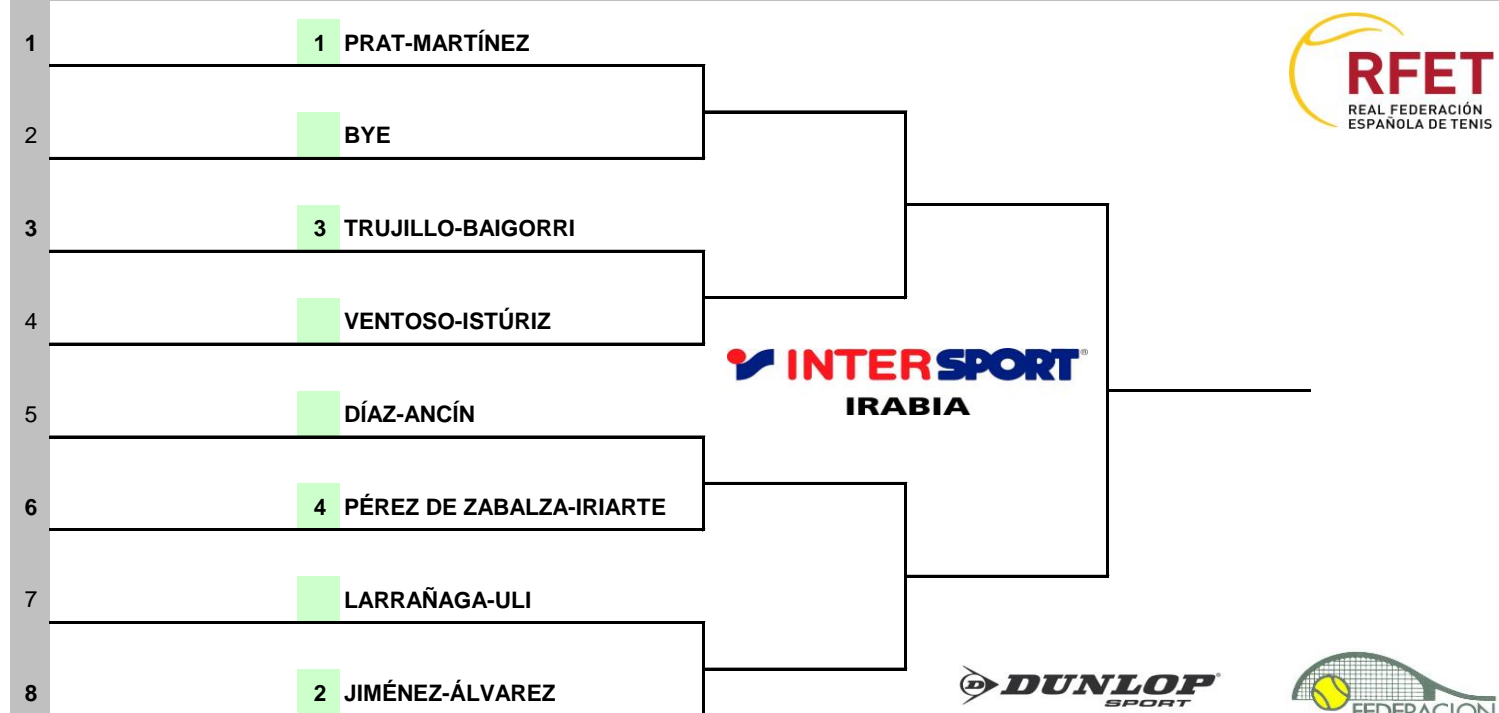 1 1 PRAT-MARTÍNEZ
RFET
REAL FEDERACIÓN
ESPAÑOLA DE TENIS
2 BYE
3 3 TRUJILLO-BAIGORRI
4 VENTOSO-ISTÚRIZ
INTERSPORT®
IRABIA
5 DÍAZ-ANCÍN
6 4 PÉREZ DE ZABALZA-IRIARTE
7 LARRAÑAGA-ULI
8 2 JIMÉNEZ-ÁLVAREZ
DUNLOP
SPORT
FEDERACION